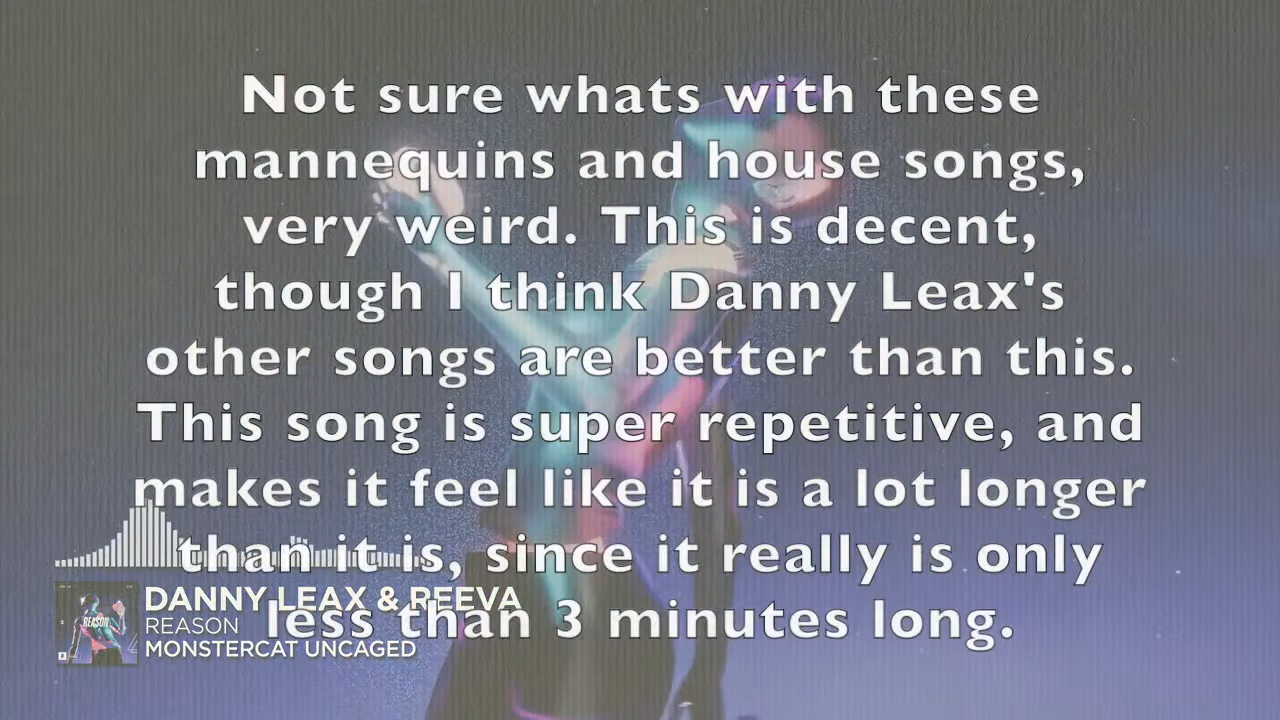 Not sure whats with these
mannequins and house songs,
very weird. This is decent,
though I think Danny Leax's
other songs are better than this.
This song is super repetitive, and
makes it feel like it is a lot longer
than it is, since it really is only
less than 3 minutes long.
DANNY LEAX & REEVA
REASON
MONSTERCAT UNCAGED
REASON